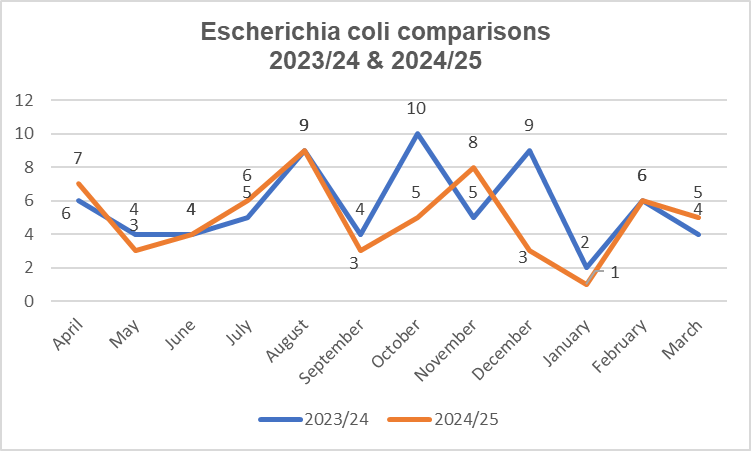 Escherichia coli comparisons
2023/24 & 2024/25
12
10
8
6
4
2
0
7
6
4
3
4
6
5
9
4
3
10
5
8
5
9
3
2
1
6
5
4
April
May
June
July
August
September
October
November
December
January
February
March
2023/24
2024/25